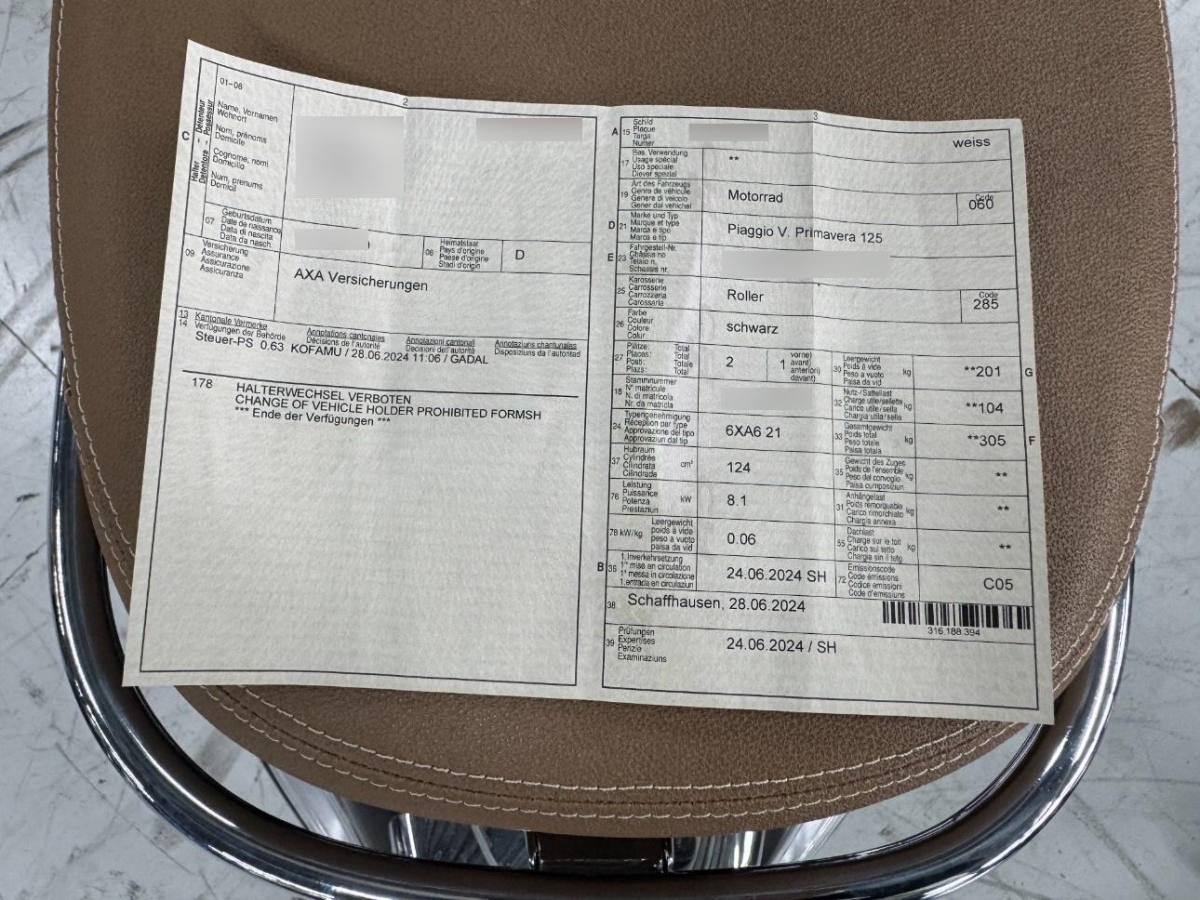 2
01-06
C
Halter - Détenteur
Detentore - Possessur
Name, Vornamen
Wohnort
Nom, prénoms
Domicile
Cognome, nomi
Domicilio
Num, prenums
Domicil
07
Geburtsdatum
Date de naissance
Data di nascita
Data da nasch.
06
Heimatstaat
Pays d'origine
Paese d'origine
Stadi d'origin
D
09
Versicherung
Assurance
Assicurazione
Assicuranza
AXA Versicherungen
13 Kantonale Vermerke Annotations cantonales Annotazioni cantonali Annotaziuns chantunalas
14 Verfügungen der Behörde Décisions de l'autorité Decisioni dell'autorità Disposiziuns da l'autoritad
Steuer-PS 0.63 KOFAMU / 28.06.2024 11:06 / GADAL
178 HALTERWECHSEL VERBOTEN
CHANGE OF VEHICLE HOLDER PROHIBITED FORMSH
*** Ende der Verfügungen ***
3
A 15
Schild
Plaque
Targa
Numer
weiss
17
Bes. Verwendung
Usage spécial
Uso speciale
Diever spezial
**
19
Art des Fahrzeugs
Genre de véhicule
Genere di veicolo
Gener dal vehichel
Motorrad
Code
060
D 21
Marke und Typ
Marque et type
Marca e tipo
Marca e tip
Piaggio V. Primavera 125
E 23
Fahrgestell-Nr.
Châssis no
Telaio n.
Schassis nr.
25
Karosserie
Carrosserie
Carrozzeria
Carosseria
Roller
Code
285
26
Farbe
Couleur
Colore
Colur
schwarz
27
Plätze: Total
Places: Total
Posti: Totale
Plazs: Total
2
1
vorne)
avant)
anteriori)
davant)
30
Leergewicht
Poids à vide
Peso a vuoto
Paisa da vid
kg
**201
G
18
Stammnummer
N° matricule
N. di matricola
Nr. da matricla
32
Nutz-/Sattellast
Charge utile/sellette
Carico utile/sella
Chargia utila/sella
kg
**104
24
Typengenehmigung
Réception par type
Approvazione del tipo
Approvaziun dal tip
6XA6 21
33
Gesamtgewicht
Poids total
Peso totale
Paisa totala
kg
**305
F
37
Hubraum
Cylindrée
Cilindrata
Cilindrada
cm³
124
35
Gewicht des Zuges
Poids de l'ensemble
Peso del convoglio
Paisa cumposiziun
kg
**
76
Leistung
Puissance
Potenza
Prestaziun
kW
8.1
31
Anhängelast
Poids remorquable
Carico rimorchiato
Chargia annexa
kg
**
78 kW/kg
Leergewicht
poids à vide
peso a vuoto
paisa da vid
0.06
55
Dachlast
Charge sur le toit
Carico sul tetto
Chargia sin il tetg
kg
**
B 36
1. Inverkehrsetzung
1re mise en circulation
1a messa in circolazione
1. entrada en circulaziun
24.06.2024 SH
72
Emissionscode
Code émissions
Codice emissioni
Code d'emissiuns
C05
38
Schaffhausen, 28.06.2024
316.188.394
39
Prüfungen
Expertises
Perizie
Examinaziuns
24.06.2024 / SH